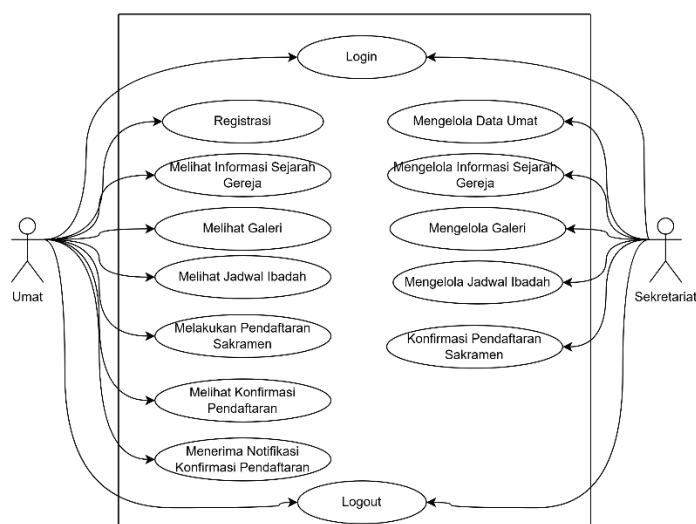 Login
Registrasi
Mengelola Data Umat
Melihat Informasi Sejarah
Gereja
Mengelola Informasi Sejarah
Gereja
Melihat Galeri
Mengelola Galeri
Melihat Jadwal Ibadah
Mengelola Jadwal Ibadah
Umat
Sekretariat
Melakukan Pendaftaran
Sakramen
Konfirmasi Pendaftaran
Sakramen
Melihat Konfirmasi
Pendaftaran
Menerima Notifikasi
Konfirmasi Pendaftaran
Logout